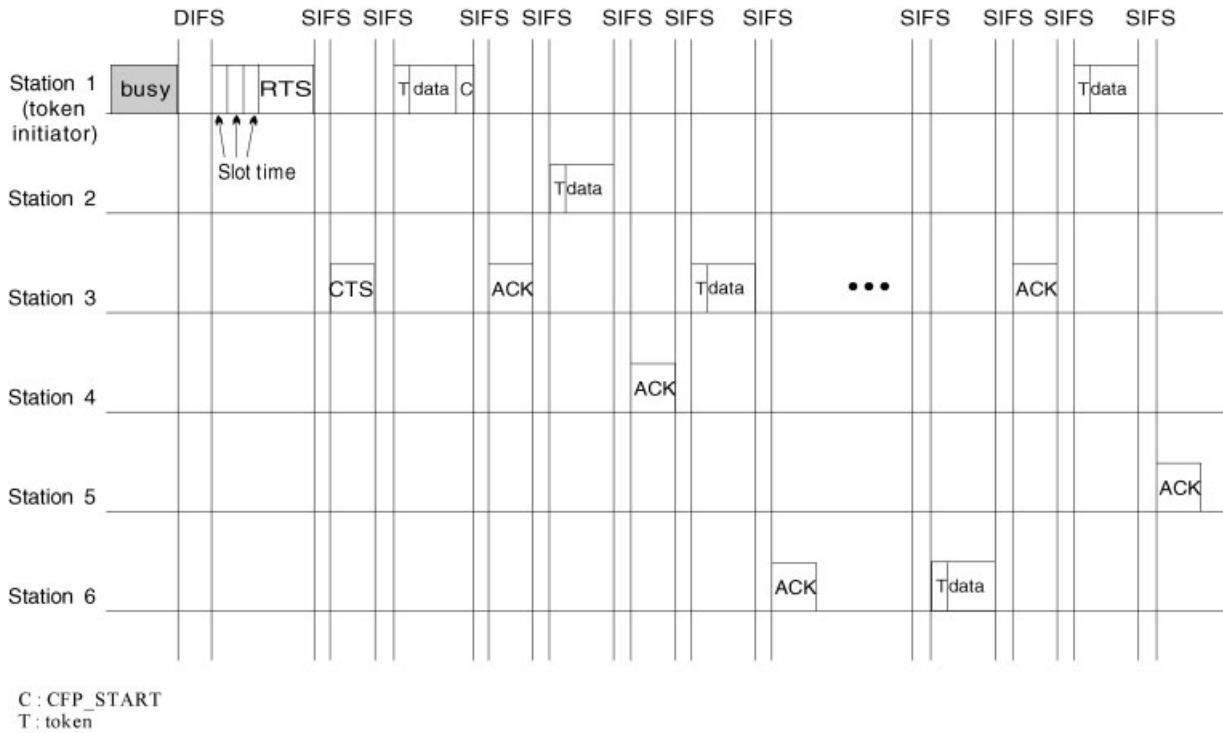 DIFS SIFS SIFS SIFS SIFS SIFS SIFS SIFS SIFS SIFS SIFS SIFS
Station 1
(token
initiator)
busy RTS T data C T data
Slot time
Station 2
T data
Station 3
CTS ACK T data ••• ACK
Station 4
ACK
Station 5
ACK
Station 6
ACK T data
C : CFP_START
T : token